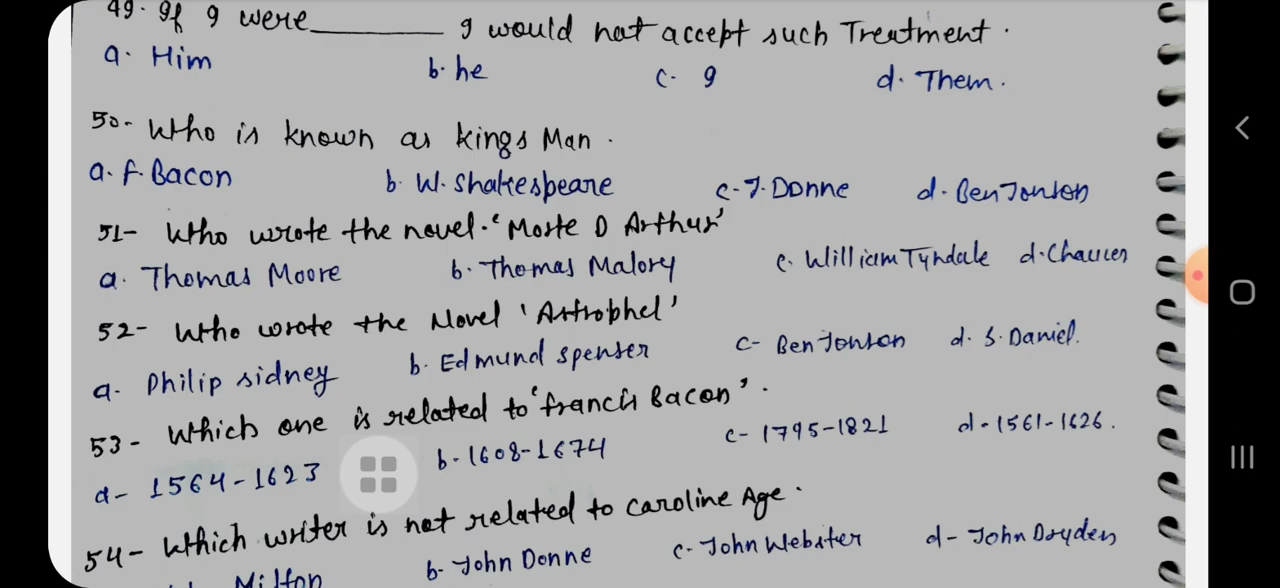 49. If I were________ I would not accept such Treatment.
a. Him b. he c. I d. Them.
50- Who is known as kings Man.
a. F. Bacon b. W. Shakespeare c- J. Donne d. Ben Jonson
51- Who wrote the novel. 'Morte D Arthur'
a. Thomas Moore b. Thomas Malory c. William Tyndale d. Chaucer
52- Who wrote the Novel 'Astrophel'
a. Philip sidney b. Edmund spenser c- Ben Jonson d. S. Daniel.
53- Which one is related to 'francis Bacon'.
a- 1564-1623 b- 1608-1674 c- 1795-1821 d- 1561-1626.
54- Which writer is not related to caroline Age.
Milton b- John Donne c- John Webster d- John Dryden